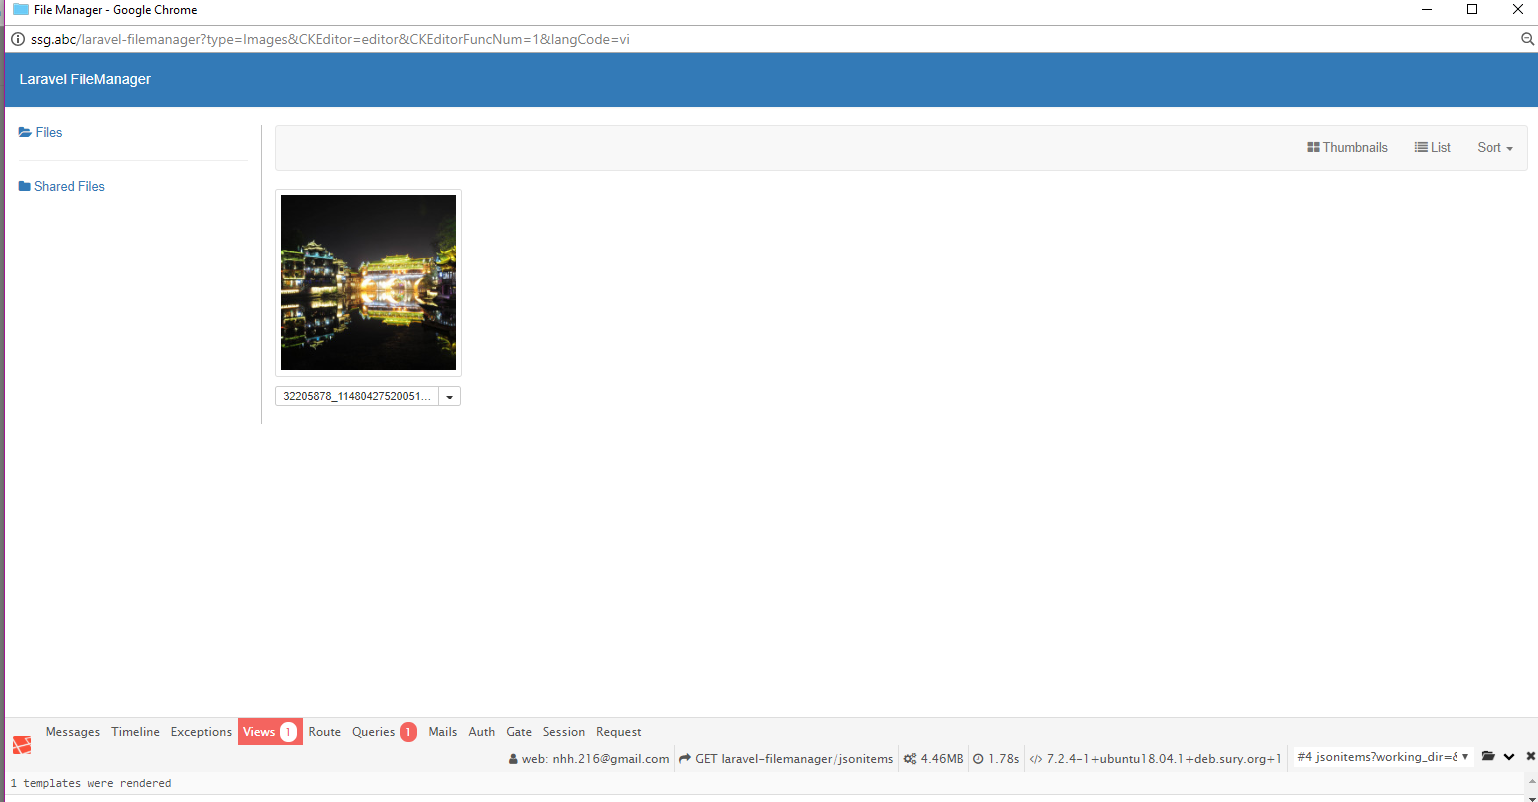 File Manager - Google Chrome
ssg.abc/laravel-filemanager?type=Images&CKEditor=editor&CKEditorFuncNum=1&langCode=vi
Laravel FileManager
Files
Thumbnails List Sort
Shared Files
32205878_11480427520051...
Messages Timeline Exceptions Views 1 Route Queries 1 Mails Auth Gate Session Request
web: nhh.216@gmail.com GET laravel-filemanager/jsonitems 4.46MB 1.78s 7.2.4-1+ubuntu18.04.1+deb.sury.org+1 #4 jsonitems?working_dir=&
1 templates were rendered